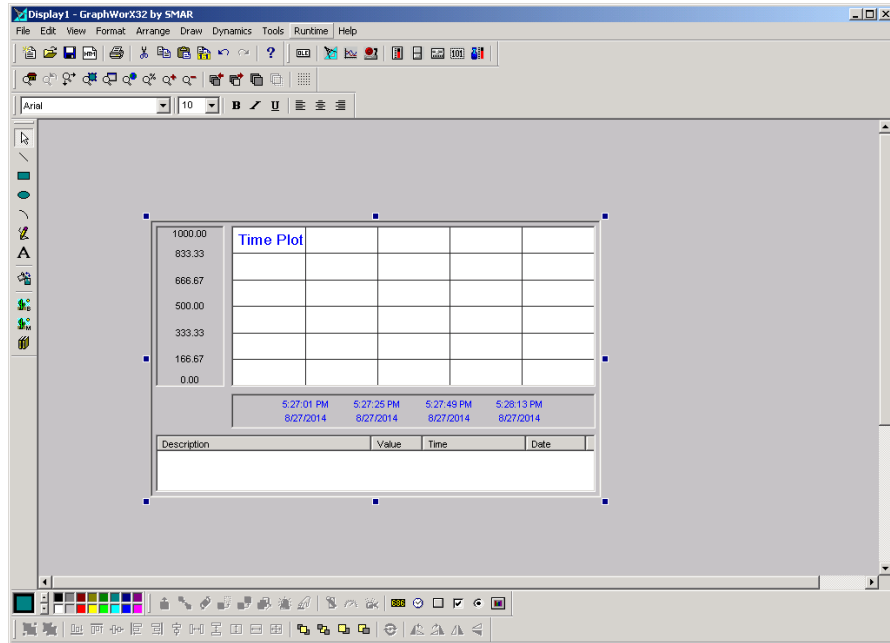 Display1 - GraphWorX32 by SMAR
File Edit View Format Arrange Draw Dynamics Tools Runtime Help
OLE
101
Arial 10 B I U
A
1000.00
833.33
666.67
500.00
333.33
166.67
0.00
Time Plot
5:27:01 PM 5:27:25 PM 5:27:49 PM 5:28:13 PM
8/27/2014 8/27/2014 8/27/2014 8/27/2014
Description Value Time Date